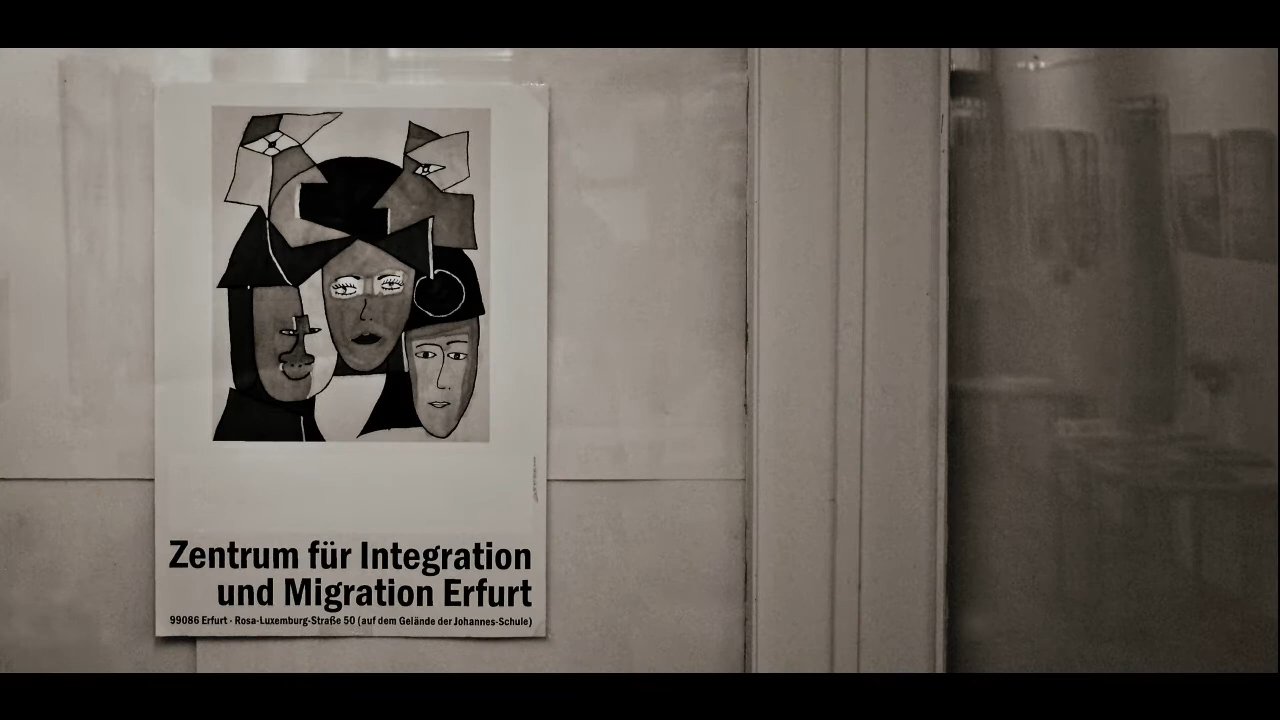 Zentrum für Integration
und Migration Erfurt
99086 Erfurt · Rosa-Luxemburg-Straße 50 (auf dem Gelände der Johannes-Schule)